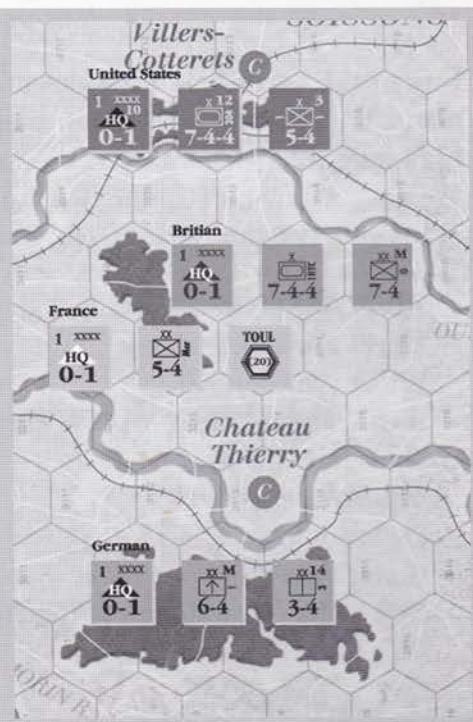 SOISSONS
Villers-
Cotterets
C
United States
1 XXXX
10
HQ
0-1
X 12
7-4-4
X 3
5-4
Britian
1 XXXX
HQ
0-1
X
7-4-4
XX M
7-4
France
1 XXXX
HQ
0-1
XX
5-4
TOUL
(20)
Chateau
Thierry
C
German
1 XXXX
HQ
0-1
XX M
6-4
XX 14
3-4
MORIN R